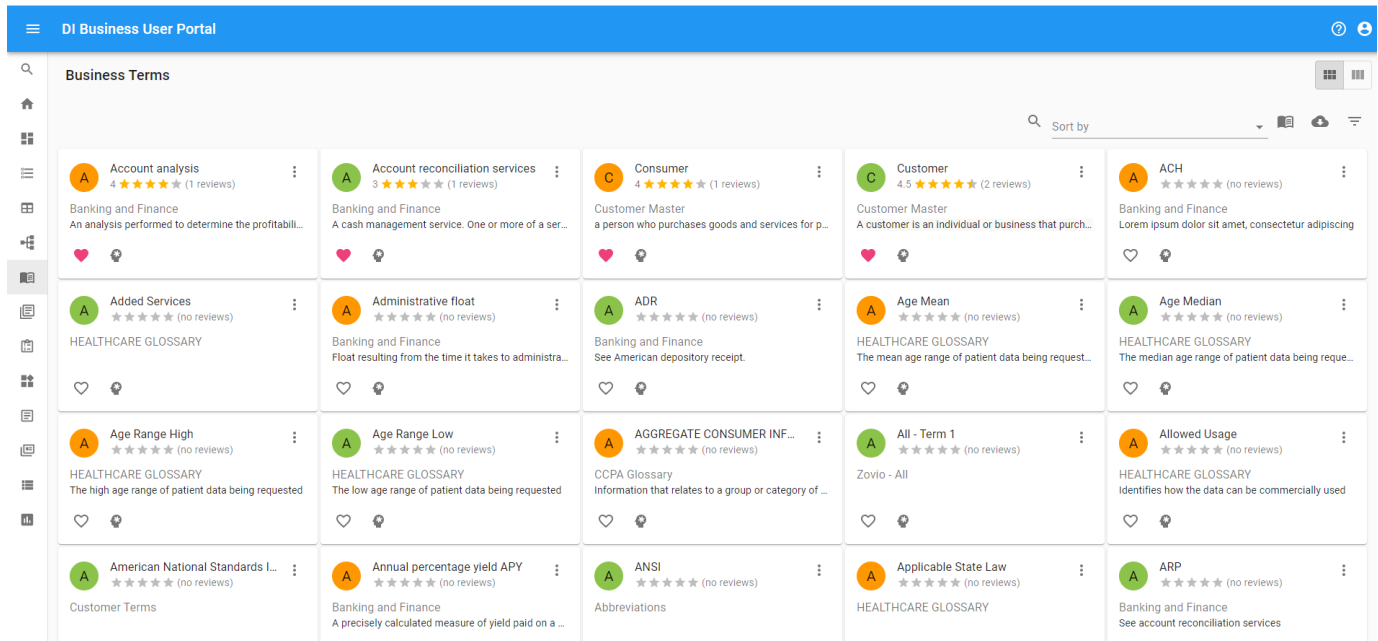 DI Business User Portal
Business Terms
Sort by
A
Account analysis
4 (1 reviews)
Banking and Finance
An analysis performed to determine the profitabili...
A
Account reconciliation services
3 (1 reviews)
Banking and Finance
A cash management service. One or more of a ser...
C
Consumer
4 (1 reviews)
Customer Master
a person who purchases goods and services for p...
C
Customer
4.5 (2 reviews)
Customer Master
A customer is an individual or business that purch...
A
ACH
(no reviews)
Banking and Finance
Lorem ipsum dolor sit amet, consectetur adipiscing
A
Added Services
(no reviews)
HEALTHCARE GLOSSARY
A
Administrative float
(no reviews)
Banking and Finance
Float resulting from the time it takes to administra...
A
ADR
(no reviews)
Banking and Finance
See American depository receipt.
A
Age Mean
(no reviews)
HEALTHCARE GLOSSARY
The mean age range of patient data being request...
A
Age Median
(no reviews)
HEALTHCARE GLOSSARY
The median age range of patient data being reque...
A
Age Range High
(no reviews)
HEALTHCARE GLOSSARY
The high age range of patient data being requested
A
Age Range Low
(no reviews)
HEALTHCARE GLOSSARY
The low age range of patient data being requested
A
AGGREGATE CONSUMER INF...
(no reviews)
CCPA Glossary
Information that relates to a group or category of ...
A
All - Term 1
(no reviews)
Zovio - All
A
Allowed Usage
(no reviews)
HEALTHCARE GLOSSARY
Identifies how the data can be commercially used
A
American National Standards I...
(no reviews)
Customer Terms
A
Annual percentage yield APY
(no reviews)
Banking and Finance
A precisely calculated measure of yield paid on a ...
A
ANSI
(no reviews)
Abbreviations
A
Applicable State Law
(no reviews)
HEALTHCARE GLOSSARY
A
ARP
(no reviews)
Banking and Finance
See account reconciliation services